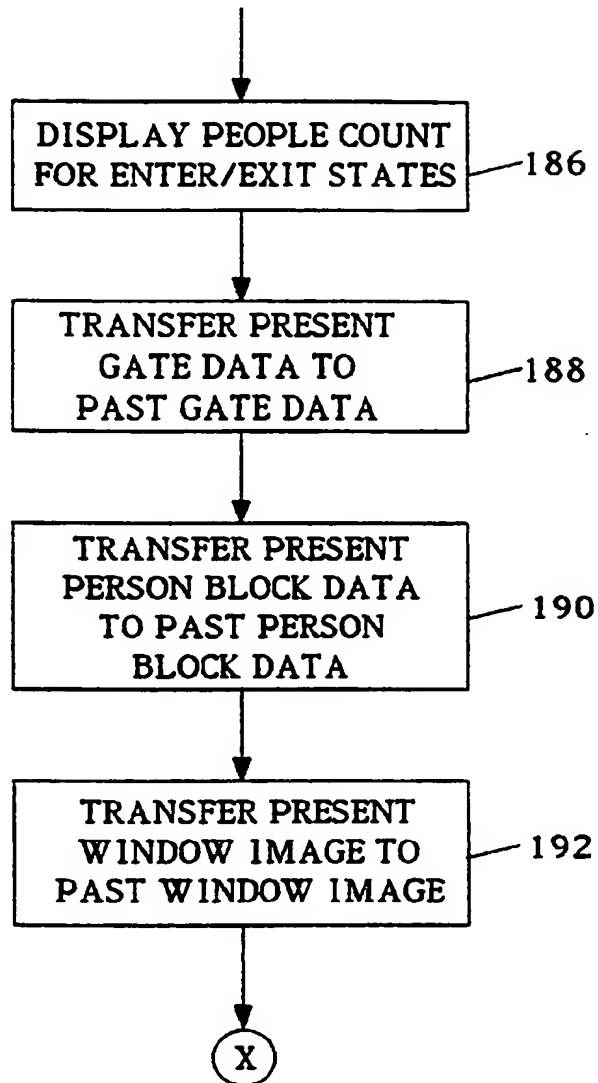 DISPLAY PEOPLE COUNT
FOR ENTER/EXIT STATES
186
TRANSFER PRESENT
GATE DATA TO
PAST GATE DATA
188
TRANSFER PRESENT
PERSON BLOCK DATA
TO PAST PERSON
BLOCK DATA
190
TRANSFER PRESENT
WINDOW IMAGE TO
PAST WINDOW IMAGE
192
X